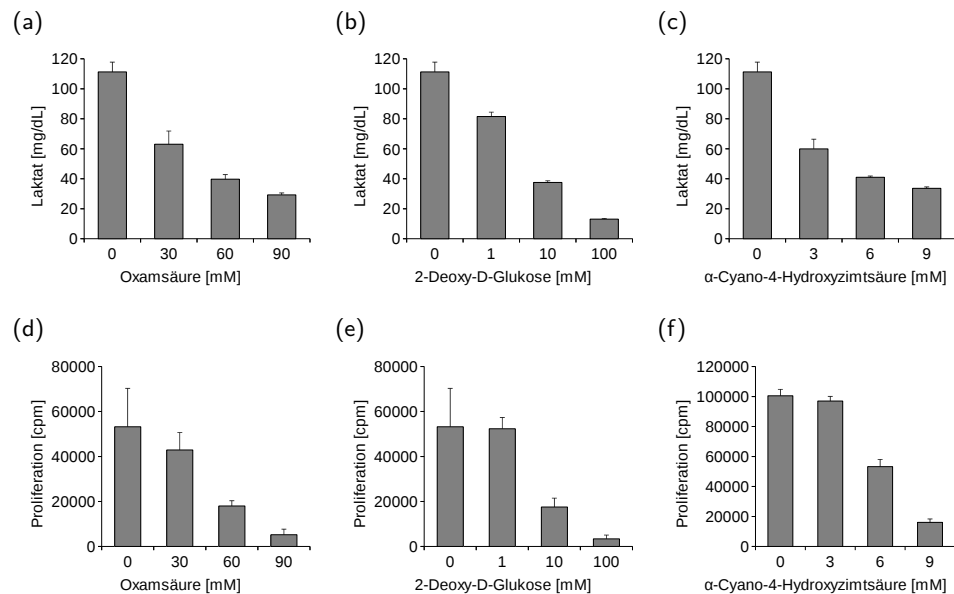 (a)
Laktat [mg/dL]
120
100
80
60
40
20
0
0 30 60 90
Oxamsäure [mM]
(b)
Laktat [mg/dL]
120
100
80
60
40
20
0
0 1 10 100
2-Deoxy-D-Glukose [mM]
(c)
Laktat [mg/dL]
120
100
80
60
40
20
0
0 3 6 9
α-Cyano-4-Hydroxyzimtsäure [mM]
(d)
Proliferation [cpm]
80000
60000
40000
20000
0
0 30 60 90
Oxamsäure [mM]
(e)
Proliferation [cpm]
80000
60000
40000
20000
0
0 1 10 100
2-Deoxy-D-Glukose [mM]
(f)
Proliferation [cpm]
120000
100000
80000
60000
40000
20000
0
0 3 6 9
α-Cyano-4-Hydroxyzimtsäure [mM]